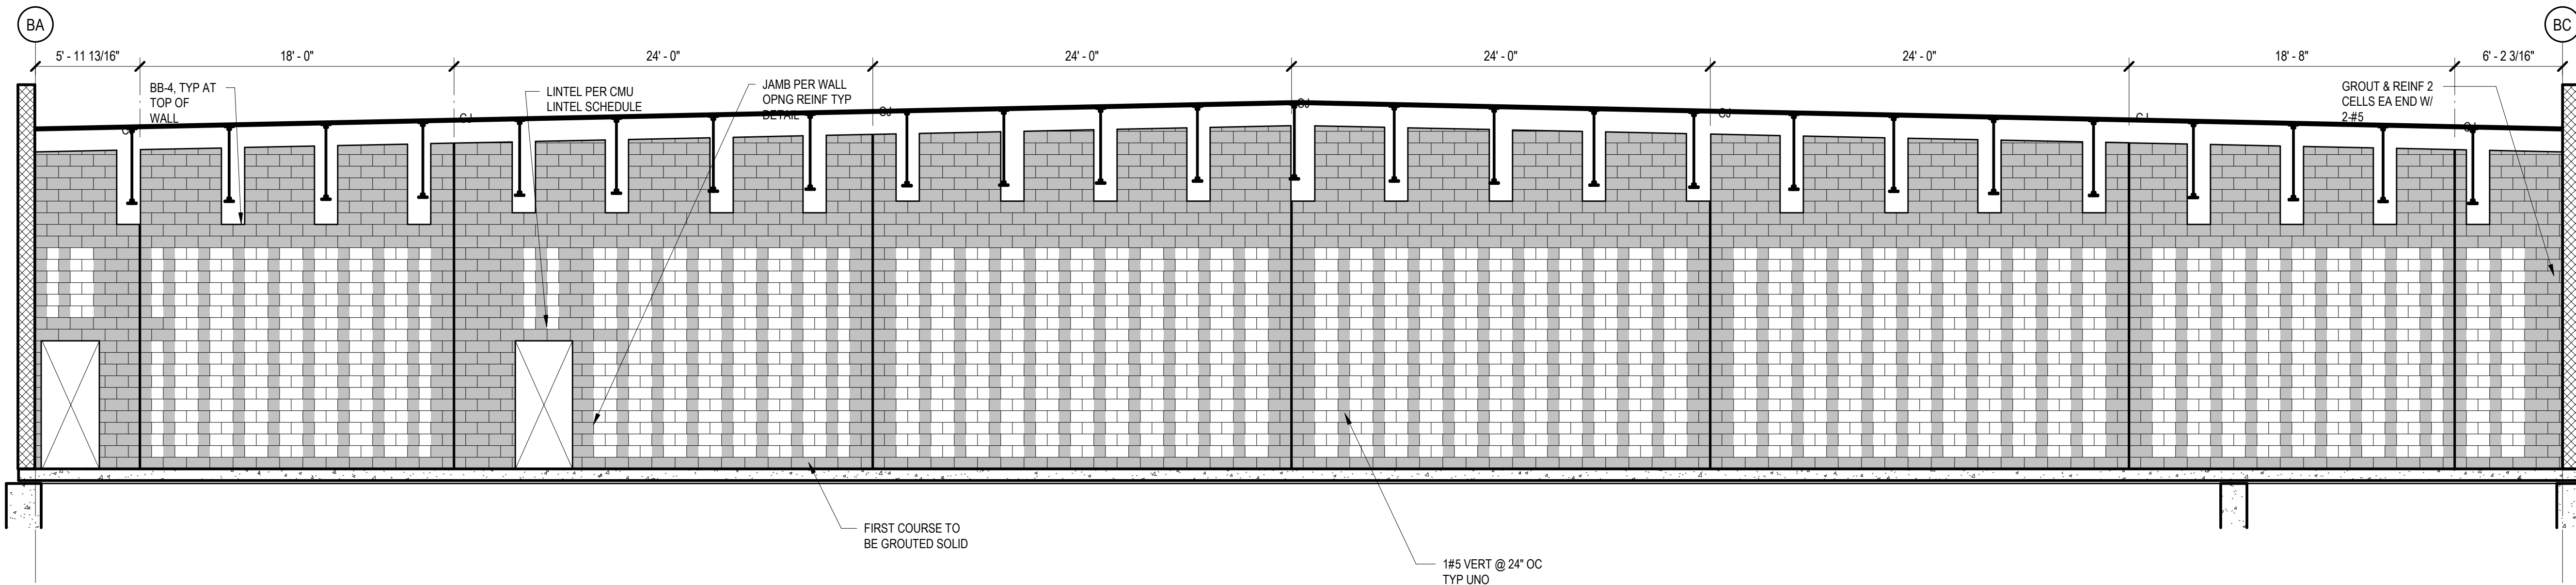 BA
BC
5' - 11 13/16"
18' - 0"
24' - 0"
24' - 0"
24' - 0"
24' - 0"
18' - 8"
6' - 2 3/16"
BB-4, TYP AT
TOP OF
WALL
LINTEL PER CMU
LINTEL SCHEDULE
JAMB PER WALL
OPNG REINF TYP
DETAIL
GROUT & REINF 2
CELLS EA END W/
2-#5
CJ
CJ
CJ
CJ
CJ
CJ
CJ
FIRST COURSE TO
BE GROUTED SOLID
1#5 VERT @ 24" OC
TYP UNO